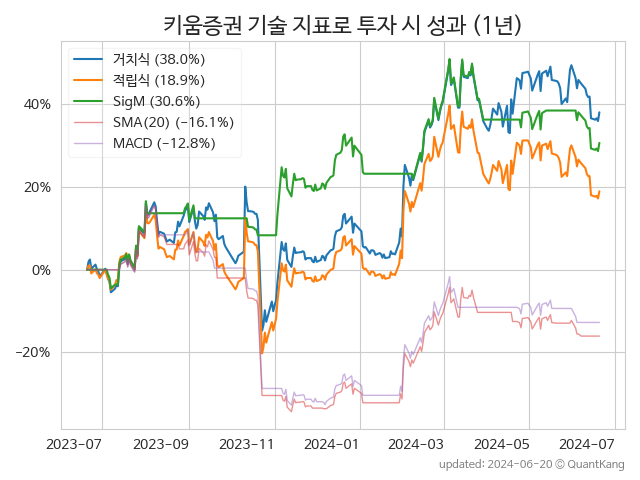 키움증권 기술 지표로 투자 시 성과 (1년)
거치식 (38.0%)
적립식 (18.9%)
SigM (30.6%)
SMA(20) (−16.1%)
MACD (−12.8%)
40%
20%
0%
−20%
2023-07 2023-09 2023-11 2024-01 2024-03 2024-05 2024-07
updated: 2024-06-20 © QuantKang